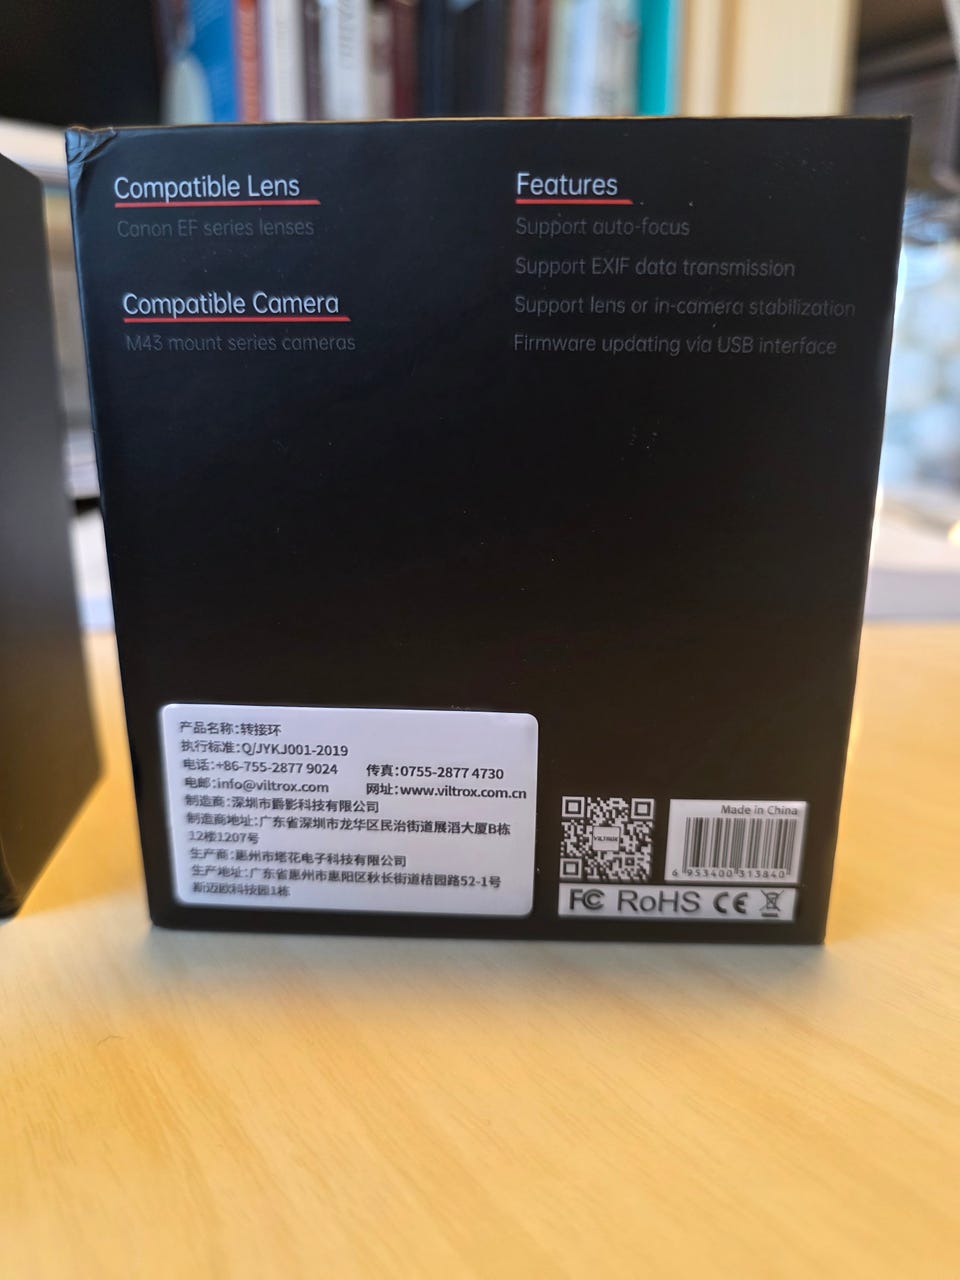 Compatible Lens
Canon EF series lenses
Compatible Camera
M43 mount series cameras
Features
Support auto-focus
Support EXIF data transmission
Support lens or in-camera stabilization
Firmware updating via USB interface
产品名称:转接环
执行标准:Q/JYKJ001-2019
电话:+86-755-2877 9024 传真:0755-2877 4730
电邮:info@viltrox.com 网址:www.viltrox.com.cn
制造商:深圳市爵影科技有限公司
制造商地址:广东省深圳市龙华区民治街道展滔大厦B栋
12楼1207号
生产商:惠州市塔花电子科技有限公司
生产地址:广东省惠州市惠阳区秋长街道桔园路52-1号
新迈欧科技园1栋
VILTROX
Made in China
6 953400 313840
FC RoHS CE